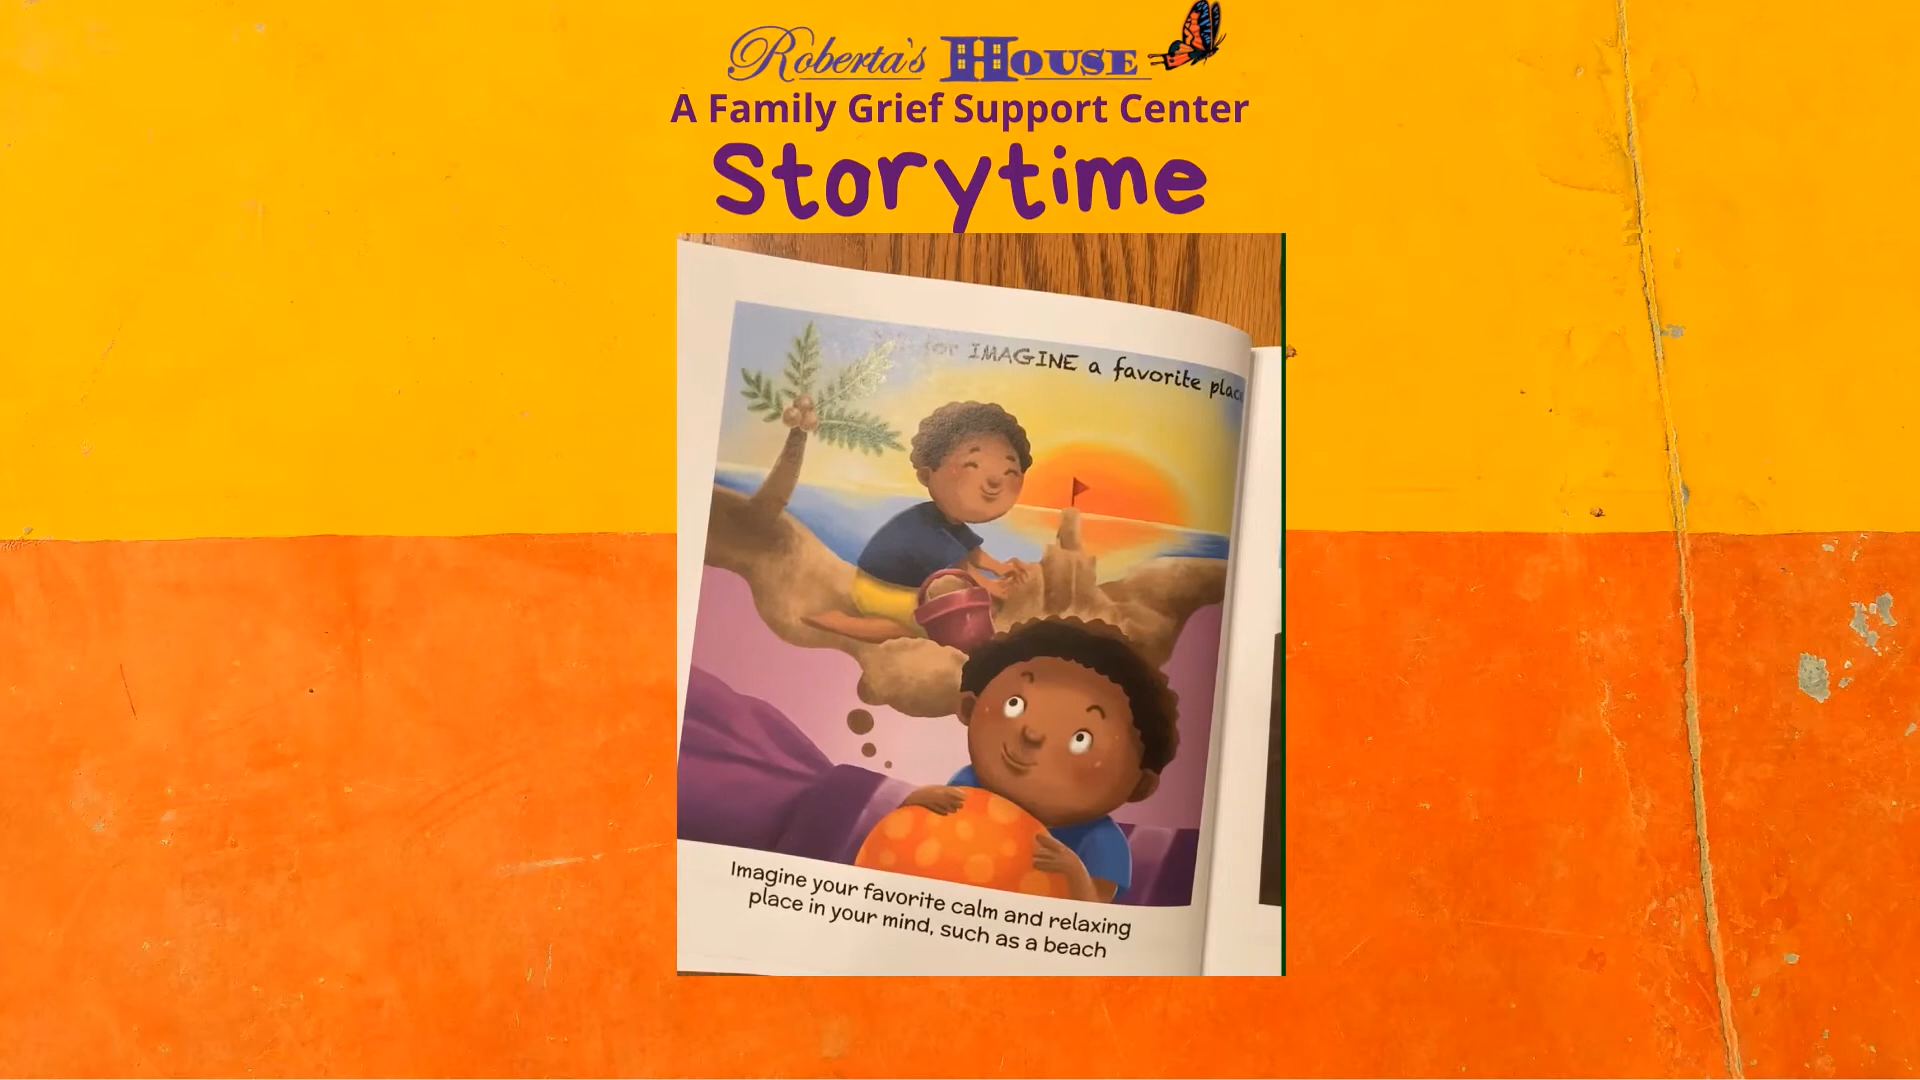 Roberta's HOUSE
A Family Grief Support Center
Storytime
for IMAGINE a favorite place
Imagine your favorite calm and relaxing
place in your mind, such as a beach